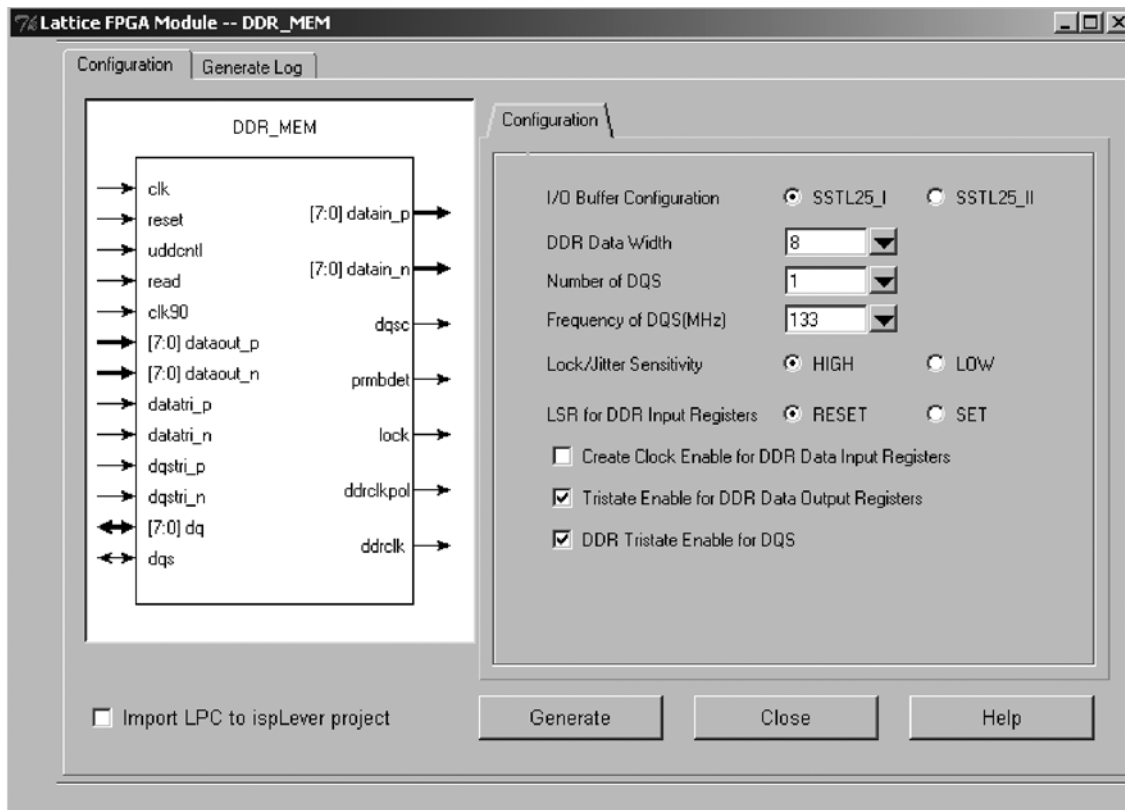 Lattice FPGA Module -- DDR_MEM
Configuration
Generate Log
DDR_MEM
clk
reset
uddcntl
read
clk90
[7:0] dataout_p
[7:0] dataout_n
datatri_p
datatri_n
dqstri_p
dqstri_n
[7:0] dq
dqs
[7:0] datain_p
[7:0] datain_n
dqsc
prmbdet
lock
ddrclkpol
ddrclk
Configuration
I/O Buffer Configuration SSTL25_I SSTL25_II
DDR Data Width 8
Number of DQS 1
Frequency of DQS(MHz) 133
Lock/Jitter Sensitivity HIGH LOW
LSR for DDR Input Registers RESET SET
Create Clock Enable for DDR Data Input Registers
Tristate Enable for DDR Data Output Registers
DDR Tristate Enable for DQS
Import LPC to ispLever project
Generate
Close
Help